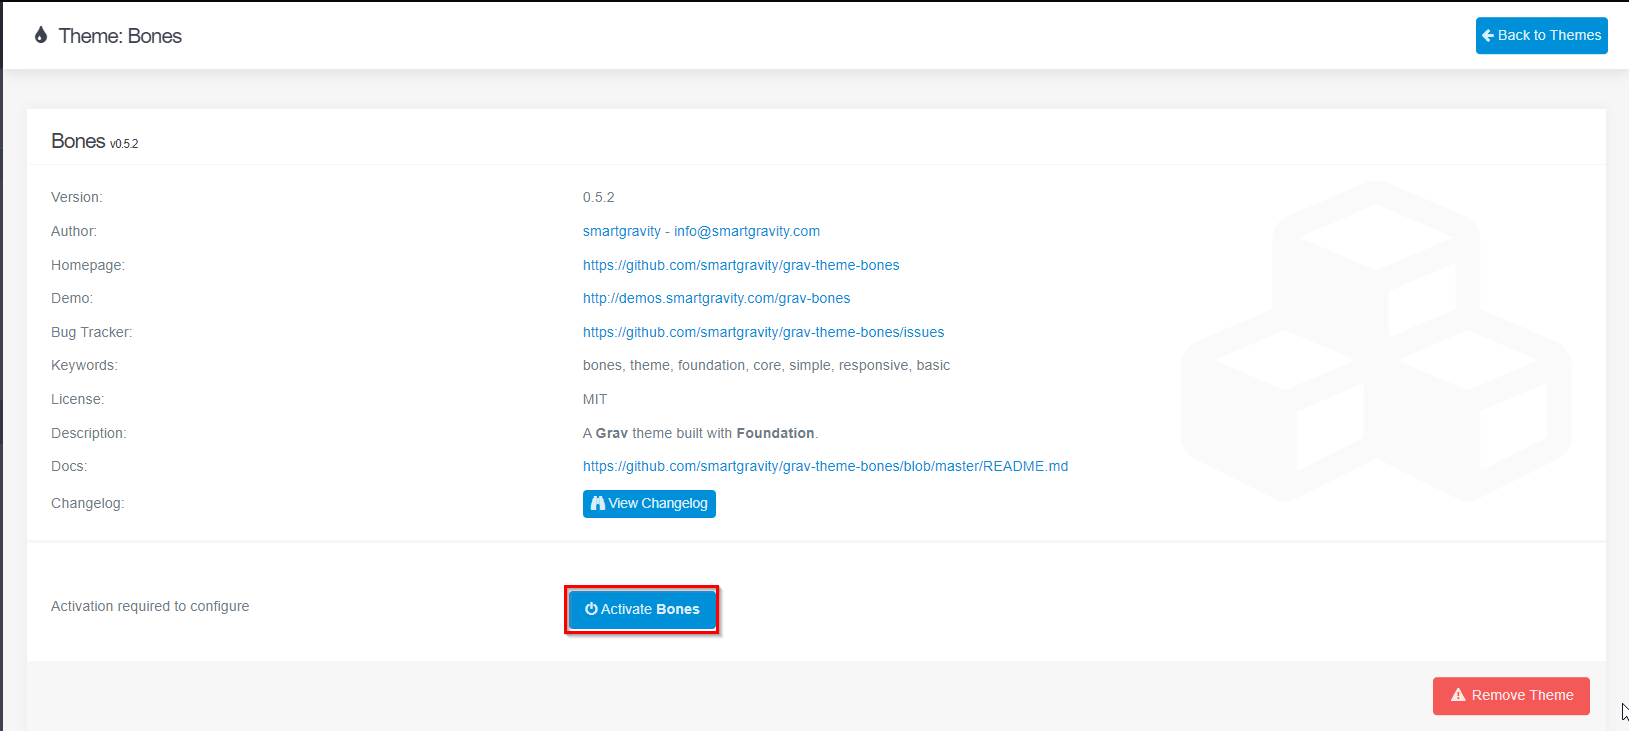 Theme: Bones
Back to Themes
Bones v0.5.2
Version: 0.5.2
Author: smartgravity - info@smartgravity.com
Homepage: https://github.com/smartgravity/grav-theme-bones
Demo: http://demos.smartgravity.com/grav-bones
Bug Tracker: https://github.com/smartgravity/grav-theme-bones/issues
Keywords: bones, theme, foundation, core, simple, responsive, basic
License: MIT
Description: A Grav theme built with Foundation.
Docs: https://github.com/smartgravity/grav-theme-bones/blob/master/README.md
Changelog: View Changelog
Activation required to configure Activate Bones
Remove Theme